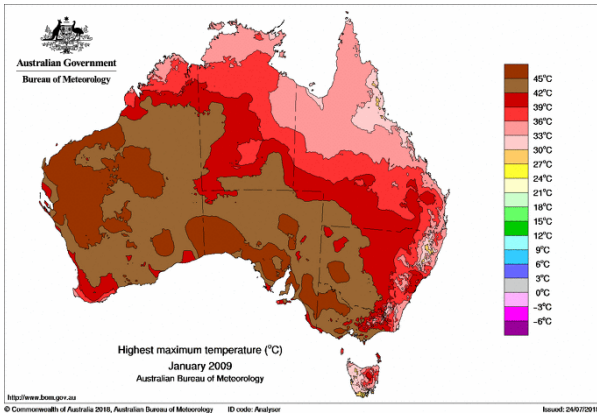 Australian Government
Bureau of Meteorology
45°C
42°C
39°C
36°C
33°C
30°C
27°C
24°C
21°C
18°C
15°C
12°C
9°C
6°C
3°C
0°C
-3°C
-6°C
Highest maximum temperature (°C)
January 2009
Australian Bureau of Meteorology
http://www.bom.gov.au
© Commonwealth of Australia 2018, Australian Bureau of Meteorology ID code: Analyser Issued: 24/07/201